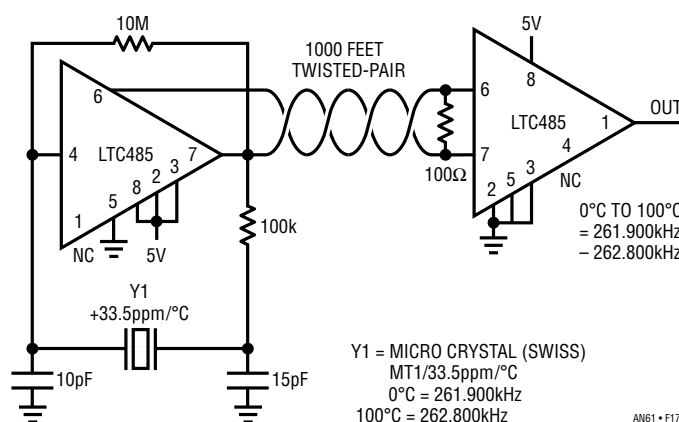 10M
1000 FEET
TWISTED-PAIR
5V
6
6
8
4
LTC485
7
LTC485
1
OUT
3
4
2
8
5
1
NC
5V
100Ω
7
3
5
2
NC
0°C TO 100°C
= 261.900kHz
– 262.800kHz
100k
Y1
+33.5ppm/°C
10pF
15pF
Y1 = MICRO CRYSTAL (SWISS)
MT1/33.5ppm/°C
0°C = 261.900kHz
100°C = 262.800kHz
AN61 • F17